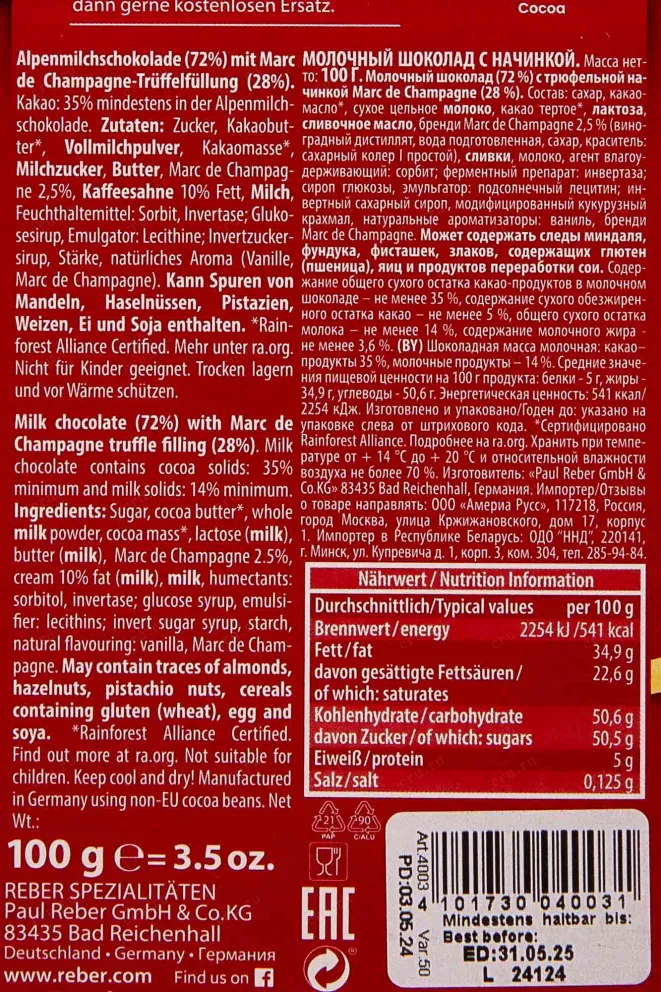 dann gerne kostenlosen Ersatz.
Cocoa
Alpenmilchschokolade (72%) mit Marc
de Champagne-Trüffelfüllung (28%).
Kakao: 35% mindestens in der Alpenmilch-
schokolade. Zutaten: Zucker, Kakaobut-
ter*, Vollmilchpulver, Kakaomasse*,
Milchzucker, Butter, Marc de Champag-
ne 2,5%, Kaffeesahne 10% Fett, Milch,
Feuchthaltemittel: Sorbit, Invertase; Gluko-
sesirup, Emulgator: Lecithine; Invertzucker-
sirup, Stärke, natürliches Aroma (Vanille,
Marc de Champagne). Kann Spuren von
Mandeln, Haselnüssen, Pistazien,
Weizen, Ei und Soja enthalten. *Rain-
forest Alliance Certified. Mehr unter ra.org.
Nicht für Kinder geeignet. Trocken lagern
und vor Wärme schützen.
Milk chocolate (72%) with Marc de
Champagne truffle filling (28%). Milk
chocolate contains cocoa solids: 35%
minimum and milk solids: 14% minimum.
Ingredients: Sugar, cocoa butter*, whole
milk powder, cocoa mass*, lactose (milk),
butter (milk), Marc de Champagne 2.5%,
cream 10% fat (milk), milk, humectants:
sorbitol, invertase; glucose syrup, emulsi-
fier: lecithins; invert sugar syrup, starch,
natural flavouring: vanilla, Marc de Cham-
pagne. May contain traces of almonds,
hazelnuts, pistachio nuts, cereals
containing gluten (wheat), egg and
soya. *Rainforest Alliance Certified.
Find out more at ra.org. Not suitable for
children. Keep cool and dry! Manufactured
in Germany using non-EU cocoa beans. Net
Wt.:
100 g ℮ = 3.5 oz.
REBER SPEZIALITÄTEN
Paul Reber GmbH & Co.KG
83435 Bad Reichenhall
Deutschland • Germany • Германия
www.reber.com Find us on f
МОЛОЧНЫЙ ШОКОЛАД С НАЧИНКОЙ. Масса нет-
то: 100 Г. Молочный шоколад (72 %) с трюфельной на-
чинкой Marc de Champagne (28 %). Состав: сахар, какао-
масло*, сухое цельное молоко, какао тертое*, лактоза,
сливочное масло, бренди Marc de Champagne 2,5 % (вино-
градный дистиллят, вода подготовленная, сахар, краситель:
сахарный колер I простой), сливки, молоко, агент влагоу-
держивающий: сорбит; ферментный препарат: инвертаза;
сироп глюкозы, эмульгатор: подсолнечный лецитин; ин-
вертный сахарный сироп, модифицированный кукурузный
крахмал, натуральные ароматизаторы: ваниль, бренди
Marc de Champagne. Может содержать следы миндаля,
фундука, фисташек, злаков, содержащих глютен
(пшеница), яиц и продуктов переработки сои. Содер-
жание общего сухого остатка какао-продуктов в молочном
шоколаде – не менее 35 %, содержание сухого обезжирен-
ного остатка какао – не менее 5 %, общего сухого остатка
молока – не менее 14 %, содержание молочного жира -
не менее 3,6 %. (BY) Шоколадная масса молочная: какао–
продукты 35 %, молочные продукты – 14 %. Средние значе-
ния пищевой ценности на 100 г продукта: белки - 5 г, жиры -
34,9 г, углеводы - 50,6 г. Энергетическая ценность: 541 ккал/
2254 кДж. Изготовлено и упаковано/Годен до: указано на
упаковке слева от штрихового кода. *Сертифицировано
Rainforest Alliance. Подробнее на ra.org. Хранить при темпе-
ратуре от + 14 °C до + 20 °C и относительной влажности
воздуха не более 70 %. Изготовитель: «Paul Reber GmbH &
Co.KG» 83435 Bad Reichenhall, Германия. Импортер/Отзывы
о товаре направлять: ООО «Америа Русс», 117218, Россия,
город Москва, улица Кржижановского, дом 17, корпус
1. Импортер в Республике Беларусь: ОДО "ННД", 220141,
г. Минск, ул. Купревича д. 1, корп. 3, ком. 304, тел. 285-94-84.
Nährwert / Nutrition Information
Durchschnittlich/Typical values per 100 g
Brennwert/energy 2254 kJ /541 kcal
Fett/fat 34,9 g
davon gesättigte Fettsäuren/ 22,6 g
of which: saturates
Kohlenhydrate/carbohydrate 50,6 g
davon Zucker/of which: sugars 50,5 g
Eiweiß/protein 5 g
Salz/salt 0,125 g
21 90
PAP C/ALU
EAC
Art 4003 Var.50
PD:03.05.24
4 101730 040031
Mindestens haltbar bis:
Best before:
ED:31.05.25
L 24124